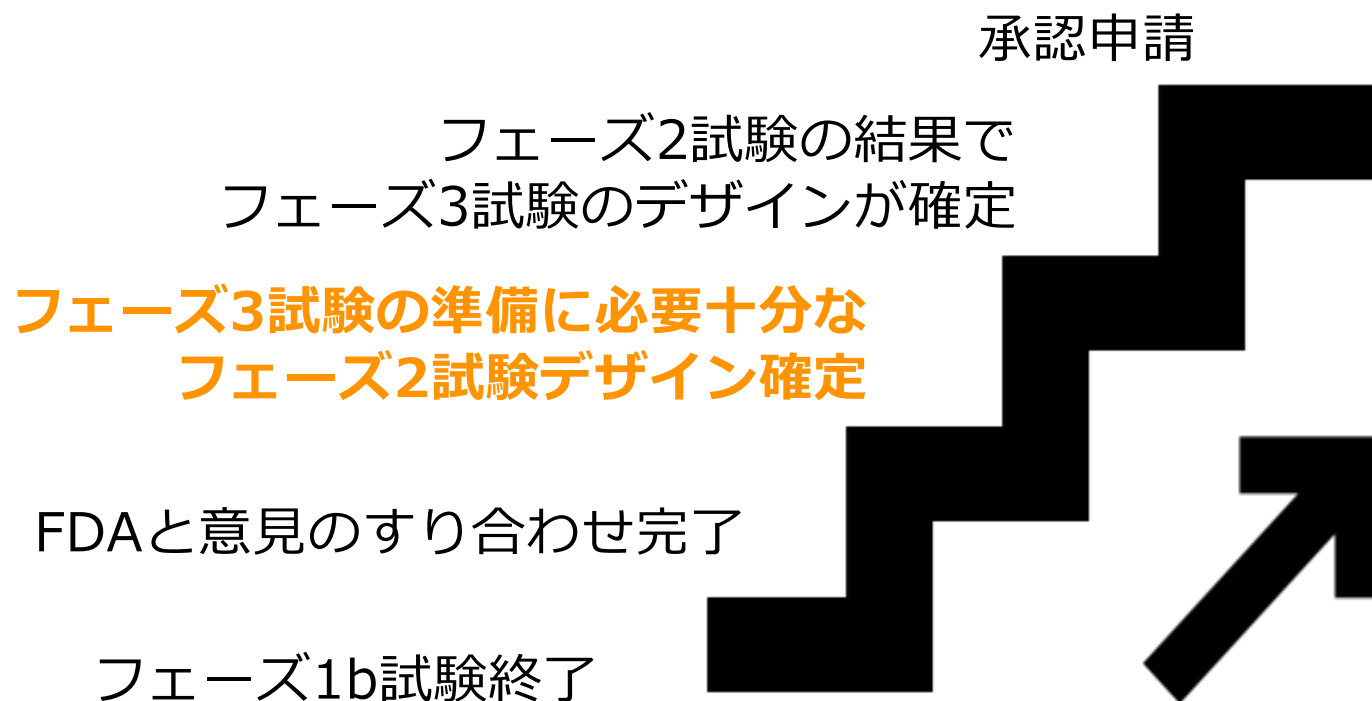 承認申請
フェーズ2試験の結果で
フェーズ3試験のデザインが確定
フェーズ3試験の準備に必要十分な
フェーズ2試験デザイン確定
FDAと意見のすり合わせ完了
フェーズ1b試験終了